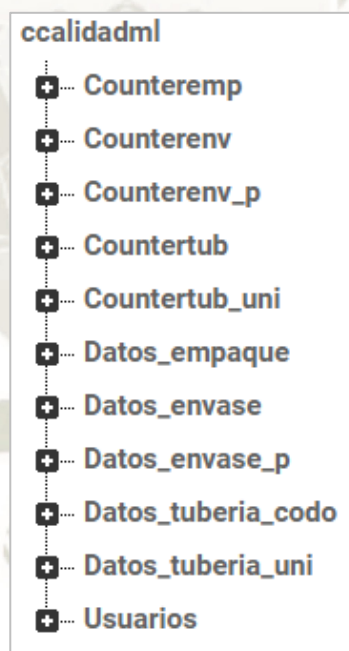 ccalidadml
Counteremp
Counterenv
Counterenv_p
Countertub
Countertub_uni
Datos_empaque
Datos_envase
Datos_envase_p
Datos_tuberia_codo
Datos_tuberia_uni
Usuarios